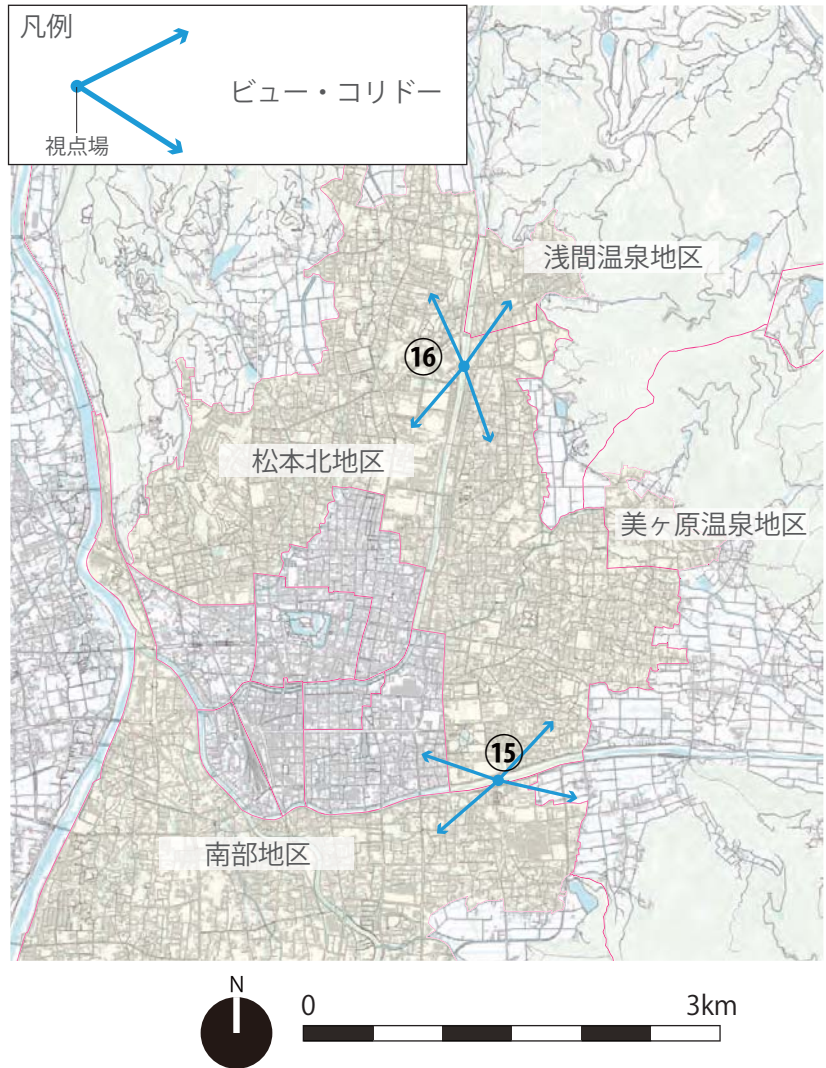 凡例
ビュー・コリドー
視点場
浅間温泉地区
⑯
松本北地区
美ヶ原温泉地区
⑮
南部地区
N
0
3km